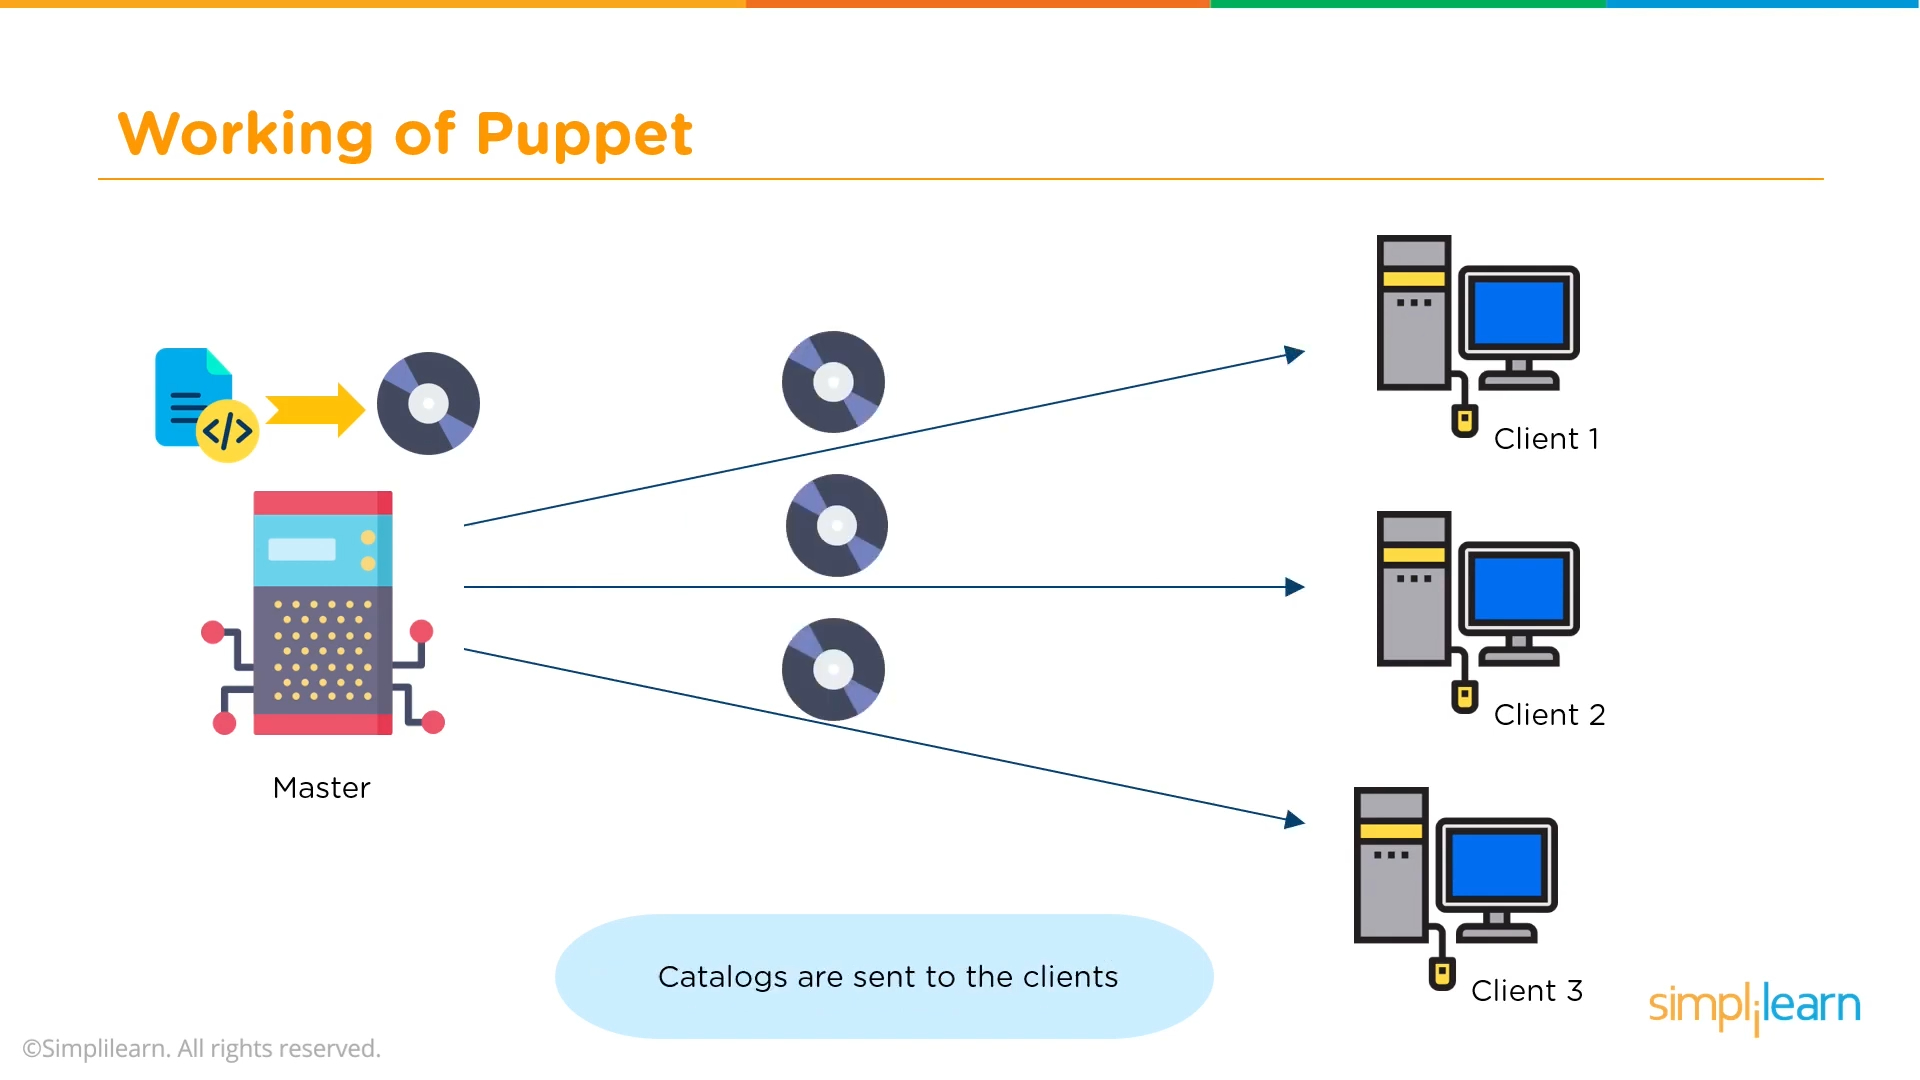 Working of Puppet
</>
Client 1
Client 2
Master
Catalogs are sent to the clients
Client 3
simplilearn
©Simplilearn. All rights reserved.